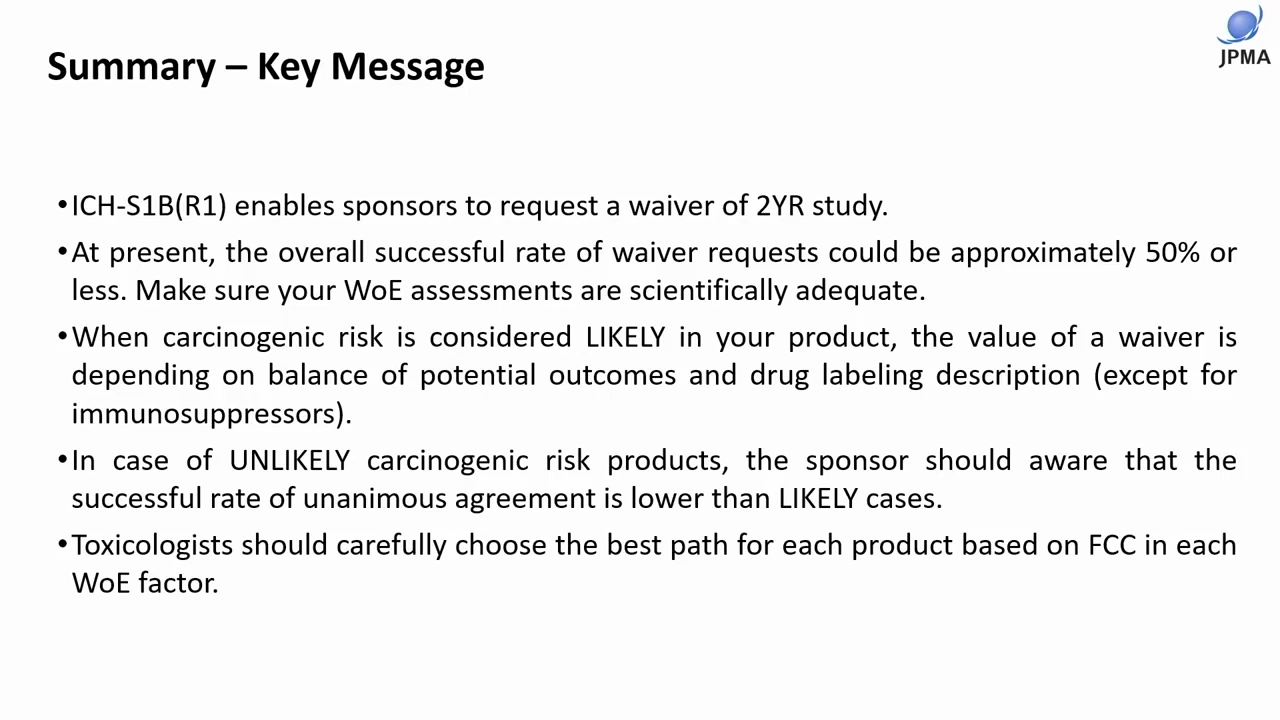 JPMA
Summary – Key Message
•ICH-S1B(R1) enables sponsors to request a waiver of 2YR study.
•At present, the overall successful rate of waiver requests could be approximately 50% or
less. Make sure your WoE assessments are scientifically adequate.
•When carcinogenic risk is considered LIKELY in your product, the value of a waiver is
depending on balance of potential outcomes and drug labeling description (except for
immunosuppressors).
•In case of UNLIKELY carcinogenic risk products, the sponsor should aware that the
successful rate of unanimous agreement is lower than LIKELY cases.
•Toxicologists should carefully choose the best path for each product based on FCC in each
WoE factor.